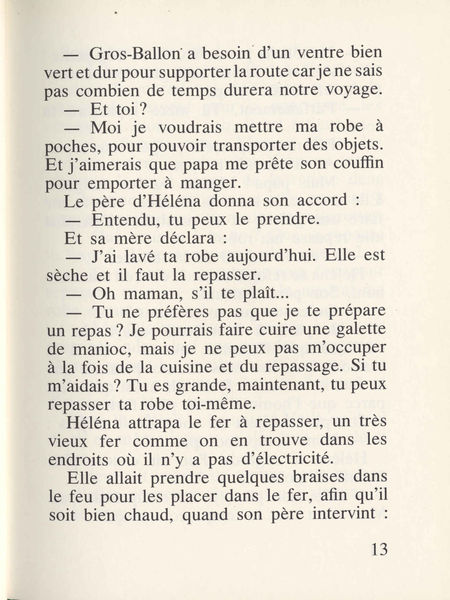 — Gros-Ballon a besoin d'un ventre bien
vert et dur pour supporter la route car je ne sais
pas combien de temps durera notre voyage.
— Et toi ?
— Moi je voudrais mettre ma robe à
poches, pour pouvoir transporter des objets.
Et j'aimerais que papa me prête son couffin
pour emporter à manger.
Le père d'Héléna donna son accord :
— Entendu, tu peux le prendre.
Et sa mère déclara :
— J'ai lavé ta robe aujourd'hui. Elle est
sèche et il faut la repasser.
— Oh maman, s'il te plaît...
— Tu ne préfères pas que je te prépare
un repas ? Je pourrais faire cuire une galette
de manioc, mais je ne peux pas m'occuper
à la fois de la cuisine et du repassage. Si tu
m'aidais ? Tu es grande, maintenant, tu peux
repasser ta robe toi-même.
Héléna attrapa le fer à repasser, un très
vieux fer comme on en trouve dans les
endroits où il n'y a pas d'électricité.
Elle allait prendre quelques braises dans
le feu pour les placer dans le fer, afin qu'il
soit bien chaud, quand son père intervint :
13